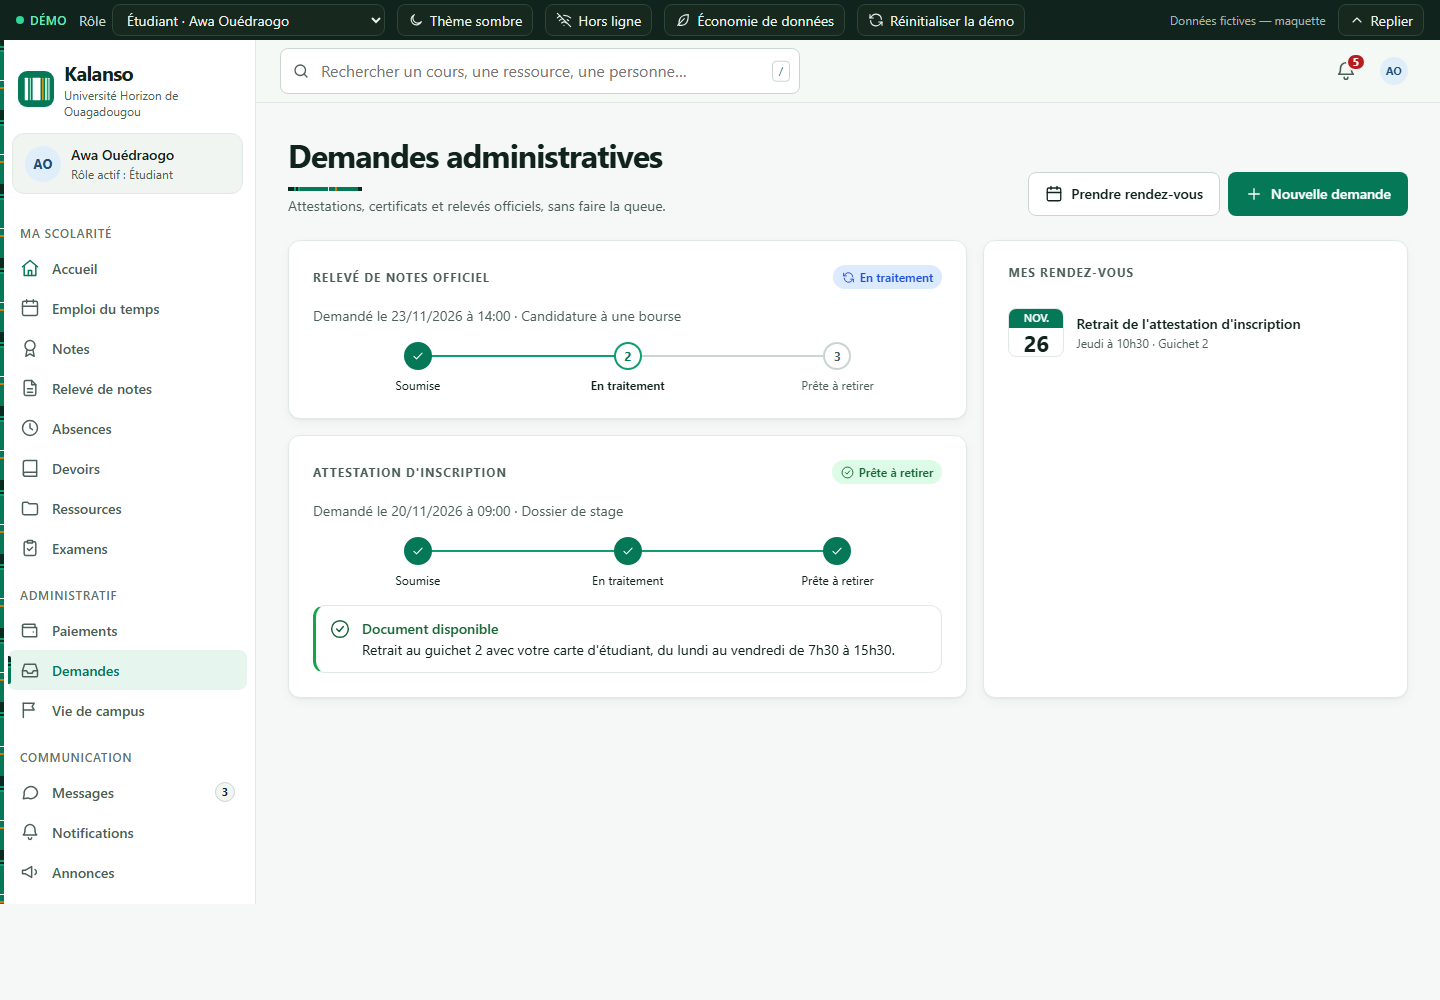 DÉMO Rôle Étudiant · Awa Ouédraogo Thème sombre Hors ligne Économie de données Réinitialiser la démo Données fictives — maquette Replier
Kalanso
Université Horizon de
Ouagadougou
Rechercher un cours, une ressource, une personne... /
5
AO
AO
Awa Ouédraogo
Rôle actif : Étudiant
MA SCOLARITÉ
Accueil
Emploi du temps
Notes
Relevé de notes
Absences
Devoirs
Ressources
Examens
ADMINISTRATIF
Paiements
Demandes
Vie de campus
COMMUNICATION
Messages 3
Notifications
Annonces
Demandes administratives
Attestations, certificats et relevés officiels, sans faire la queue.
Prendre rendez-vous
Nouvelle demande
RELEVÉ DE NOTES OFFICIEL En traitement
Demandé le 23/11/2026 à 14:00 · Candidature à une bourse
2 3
Soumise En traitement Prête à retirer
ATTESTATION D'INSCRIPTION Prête à retirer
Demandé le 20/11/2026 à 09:00 · Dossier de stage
Soumise En traitement Prête à retirer
Document disponible
Retrait au guichet 2 avec votre carte d'étudiant, du lundi au vendredi de 7h30 à 15h30.
MES RENDEZ-VOUS
NOV.
26
Retrait de l'attestation d'inscription
Jeudi à 10h30 · Guichet 2